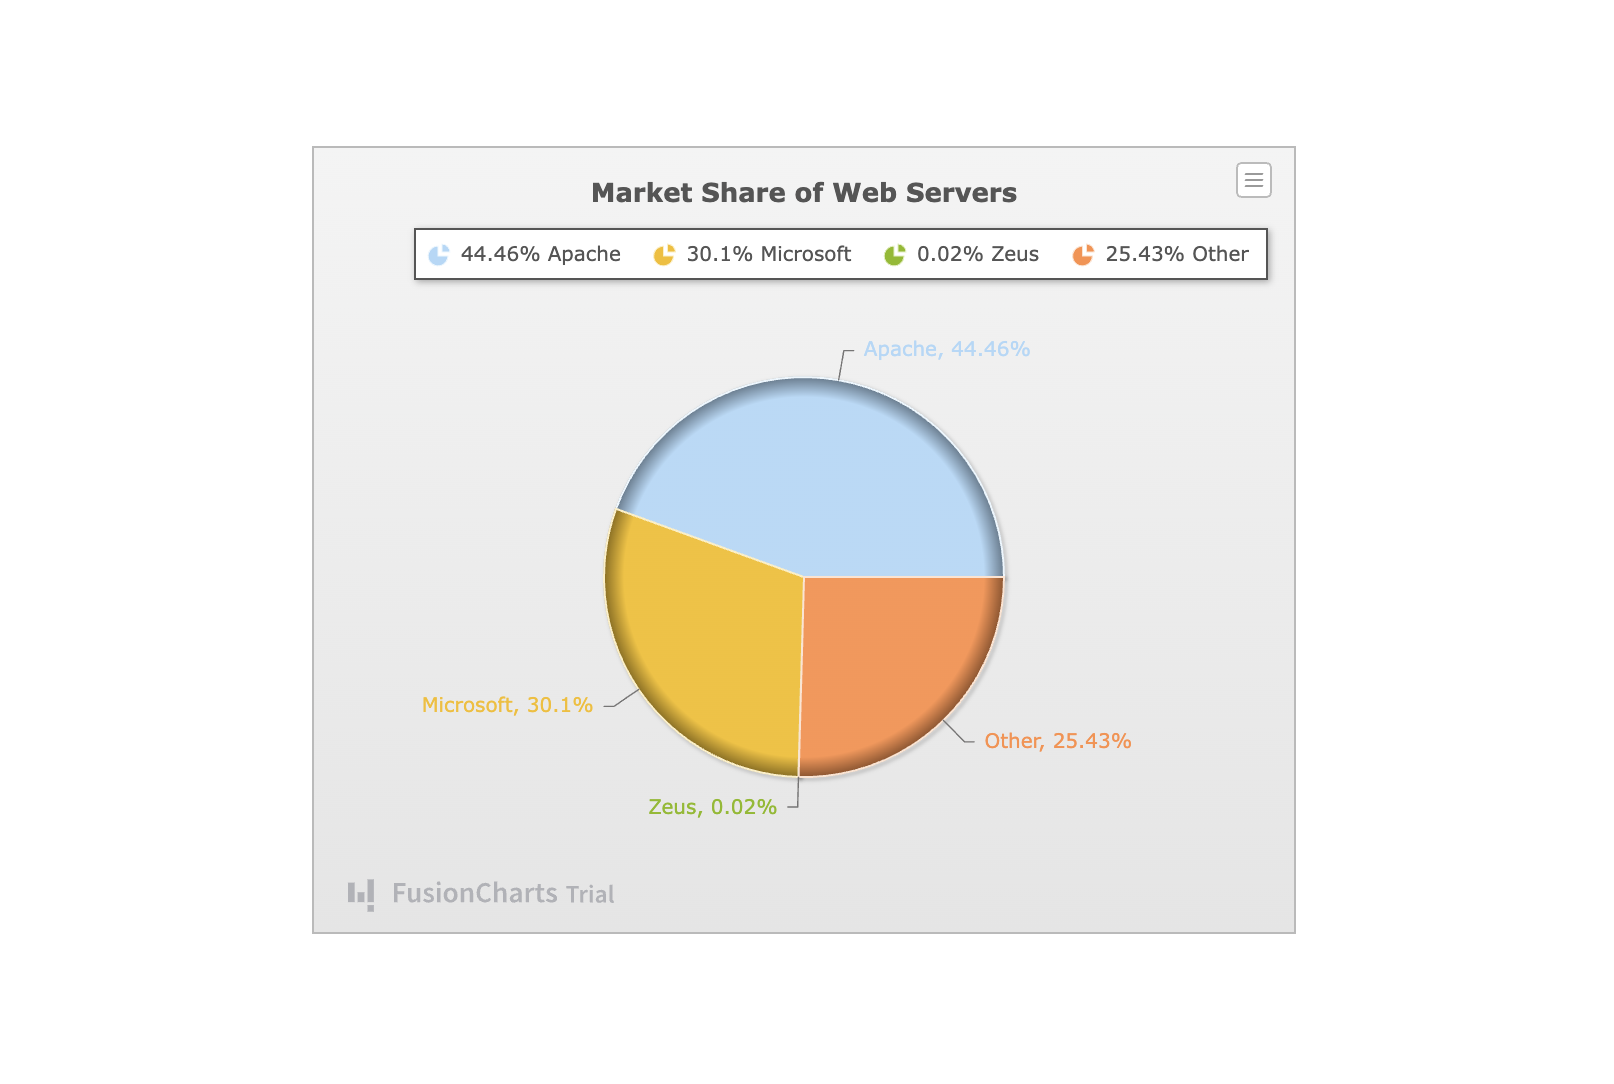 Market Share of Web Servers
44.46% Apache 30.1% Microsoft 0.02% Zeus 25.43% Other
Apache, 44.46%
Microsoft, 30.1%
Other, 25.43%
Zeus, 0.02%
FusionCharts Trial